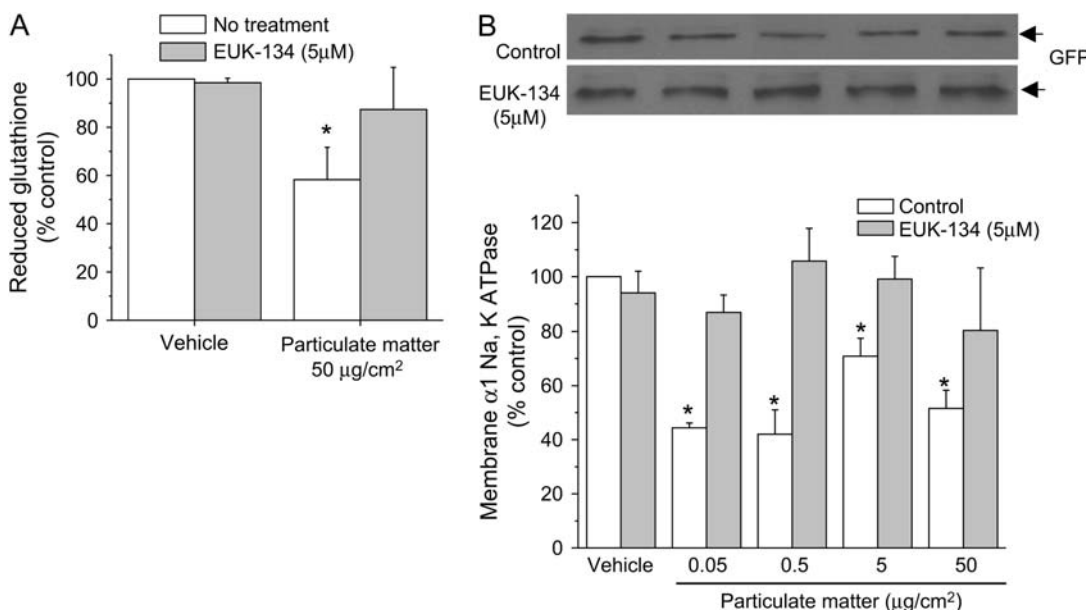 A
No treatment
EUK-134 (5μM)
Reduced glutathione
(% control)
100
80
60
40
20
0
*
Vehicle
Particulate matter
50 μg/cm²
B
Control
EUK-134
(5μM)
GFP
Control
EUK-134 (5μM)
Membrane α1 Na, K ATPase
(% control)
120
100
80
60
40
20
0
*
*
*
*
Vehicle
0.05
0.5
5
50
Particulate matter (μg/cm²)